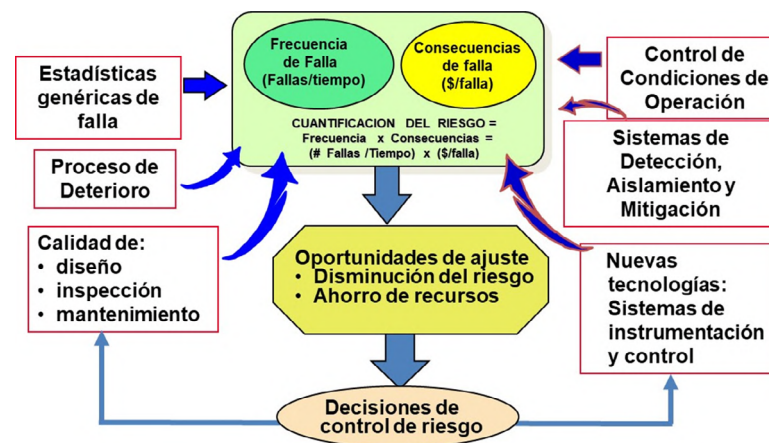 Frecuencia
de Falla
(Fallas/tiempo)
Consecuencias
de falla
($/falla)
CUANTIFICACION DEL RIESGO =
Frecuencia x Consecuencias =
(# Fallas /Tiempo) x ($/falla)
Estadísticas
genéricas de
falla
Proceso de
Deterioro
Calidad de:
• diseño
• inspección
• mantenimiento
Control de
Condiciones de
Operación
Sistemas de
Detección,
Aislamiento y
Mitigación
Nuevas
tecnologías:
Sistemas de
instrumentación
y control
Oportunidades de ajuste
• Disminución del riesgo
• Ahorro de recursos
Decisiones de
control de riesgo